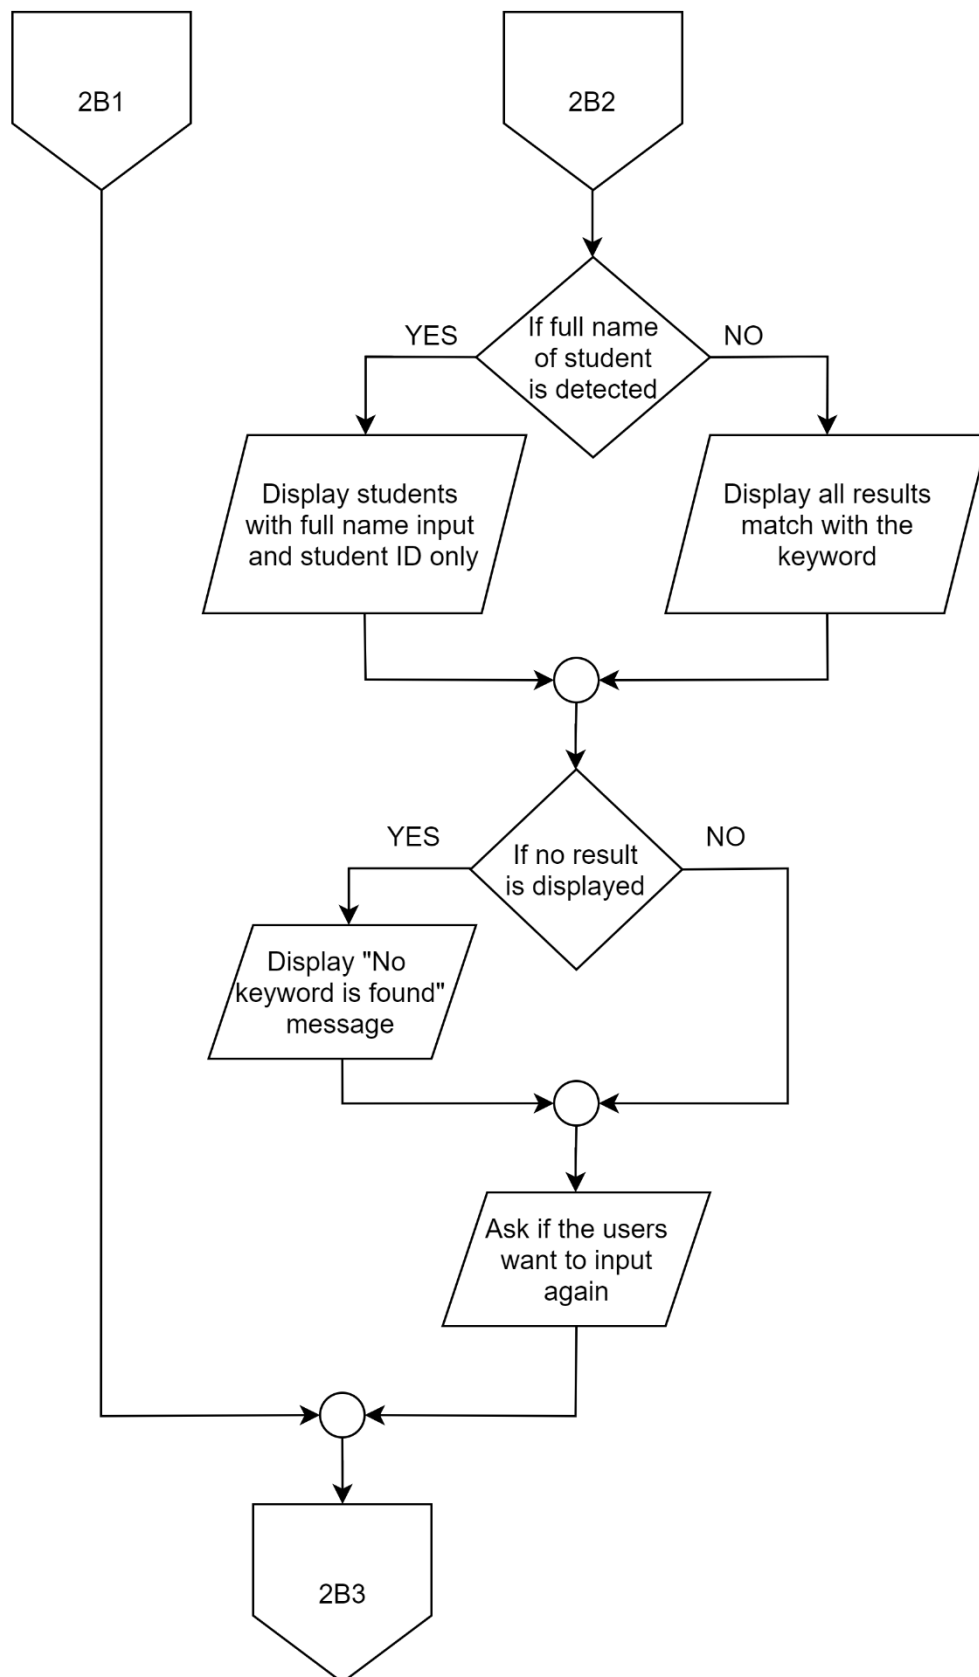 2B1
2B2
If full name
of student
is detected
YES
NO
Display students
with full name input
and student ID only
Display all results
match with the
keyword
If no result
is displayed
YES
NO
Display "No
keyword is found"
message
Ask if the users
want to input
again
2B3